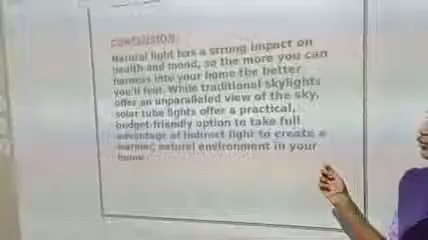 CONCLUSION:
Natural light has a strong impact on
health and mood, so the more you can
harness into your home the better
you'll feel. While traditional skylights
offer an unparalleled view of the sky,
solar tube lights offer a practical,
budget-friendly option to take full
advantage of indirect light to create a
warmer, natural environment in your
home.